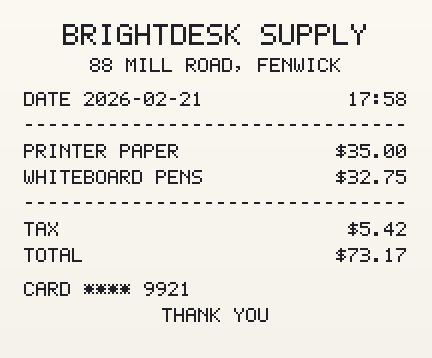 BRIGHTDESK SUPPLY
88 MILL ROAD, FENWICK
DATE 2026-02-21 17:58
--------------------------------
PRINTER PAPER $35.00
WHITEBOARD PENS $32.75
--------------------------------
TAX $5.42
TOTAL $73.17
CARD **** 9921
THANK YOU